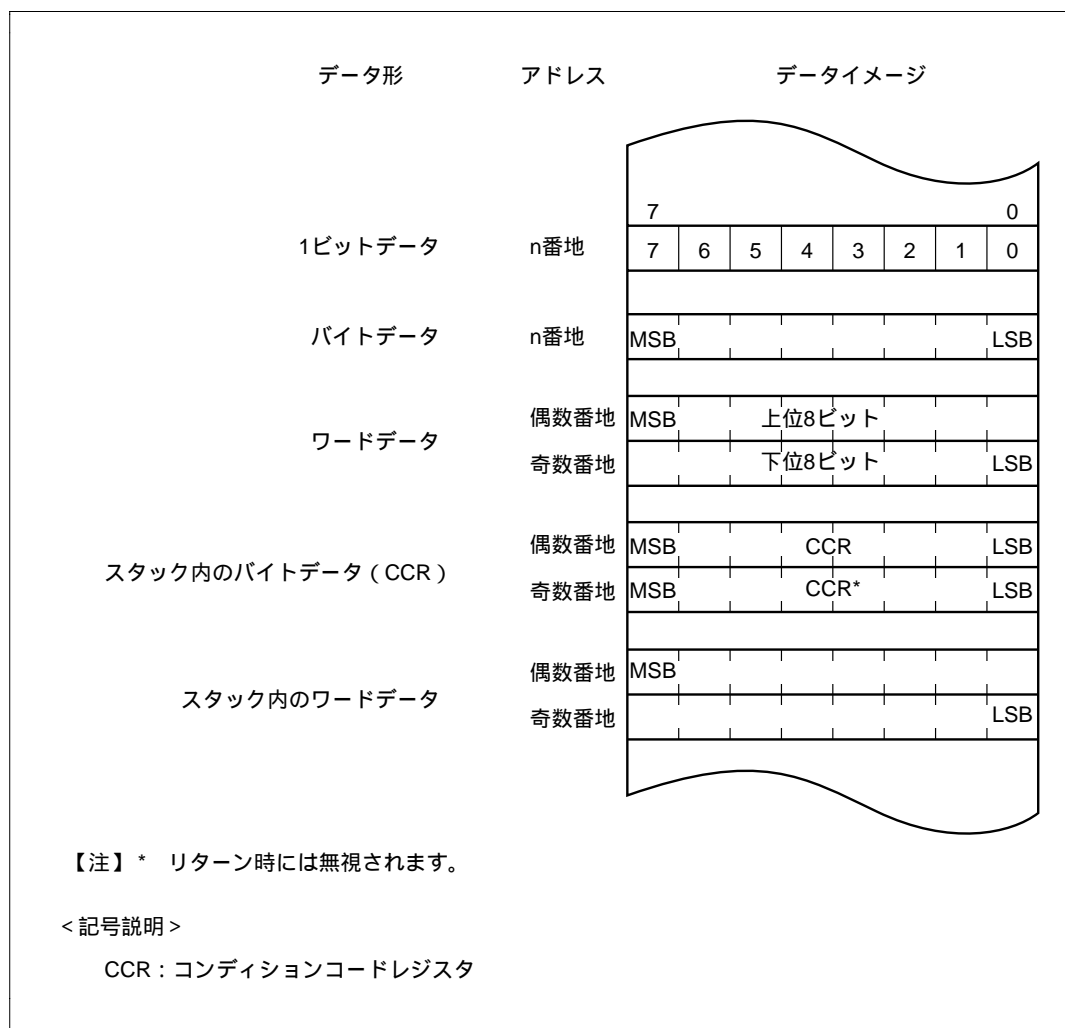 データ形 アドレス データイメージ
7 0
1ビットデータ n番地 7 6 5 4 3 2 1 0
バイトデータ n番地 MSB LSB
偶数番地 MSB 上位8ビット
ワードデータ
奇数番地 下位8ビット LSB
偶数番地 MSB CCR LSB
スタック内のバイトデータ(CCR)
奇数番地 MSB CCR* LSB
偶数番地 MSB
スタック内のワードデータ
奇数番地 LSB
【注】* リターン時には無視されます。
<記号説明>
CCR:コンディションコードレジスタ